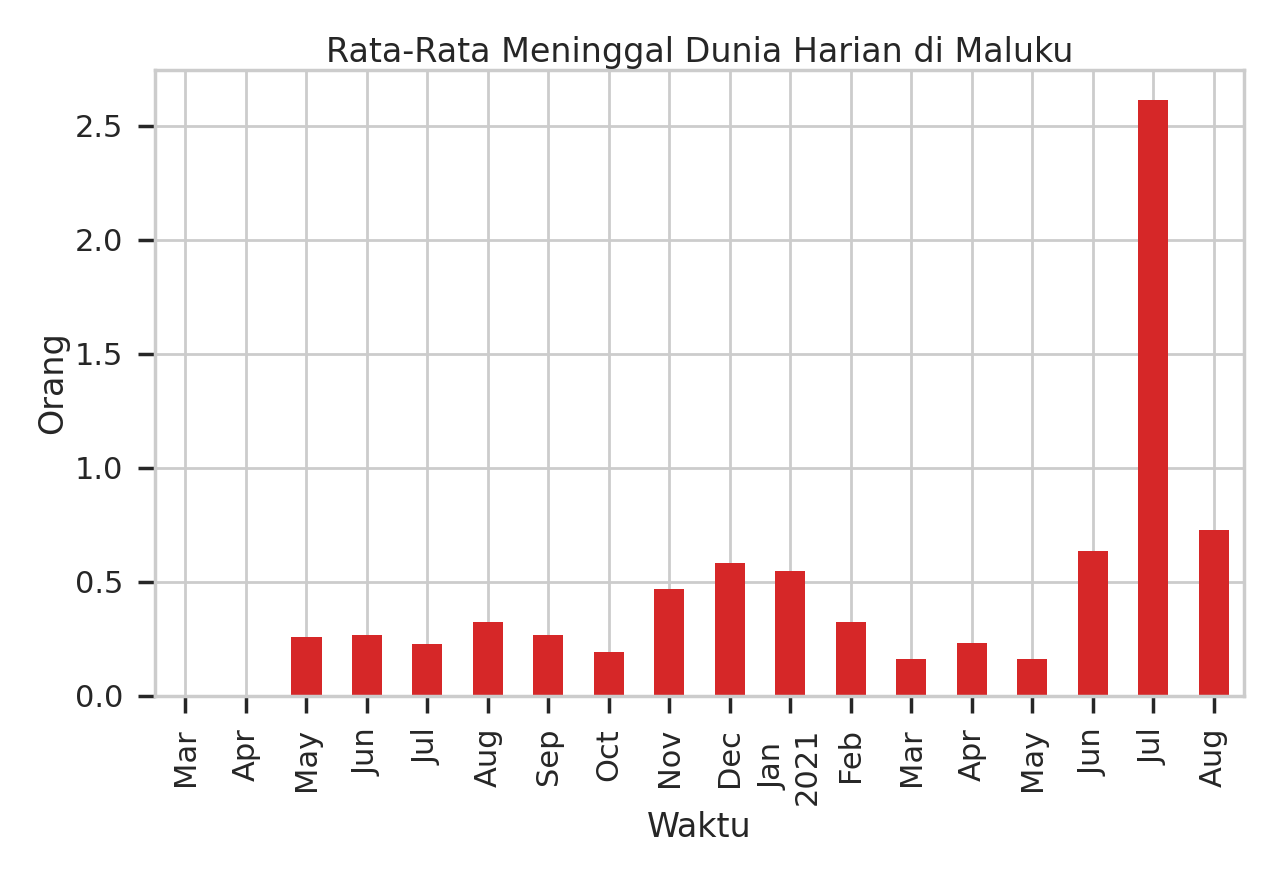 Rata-Rata Meninggal Dunia Harian di Maluku
Orang
2.5
2.0
1.5
1.0
0.5
0.0
Mar
Apr
May
Jun
Jul
Aug
Sep
Oct
Nov
Dec
Jan
2021
Feb
Mar
Apr
May
Jun
Jul
Aug
Waktu